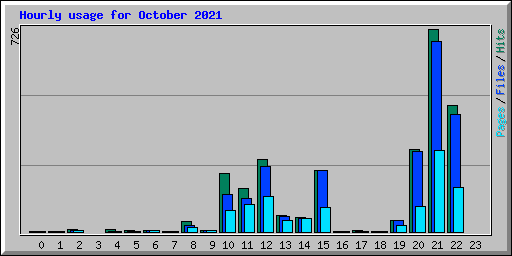 Hourly usage for October 2021
726
Pages/Files/Hits
0 1 2 3 4 5 6 7 8 9 10 11 12 13 14 15 16 17 18 19 20 21 22 23